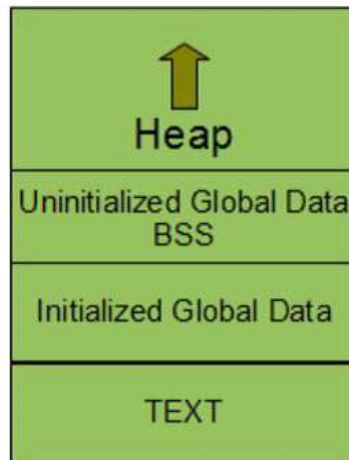 Heap
Uninitialized Global Data
BSS
Initialized Global Data
TEXT